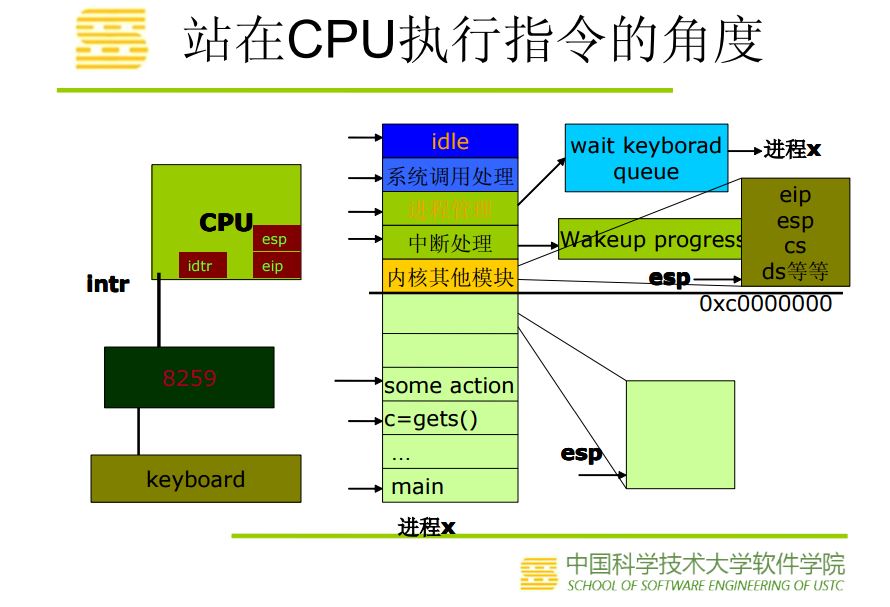 站在CPU执行指令的角度
CPU
esp
idtr
eip
intr
8259
keyboard
idle
系统调用处理
进程管理
中断处理
内核其他模块
some action
c=gets()
...
main
进程x
wait keyborad
queue
进程x
Wakeup progress
eip
esp
cs
ds等等
esp
0xc0000000
esp
中国科学技术大学软件学院
SCHOOL OF SOFTWARE ENGINEERING OF USTC